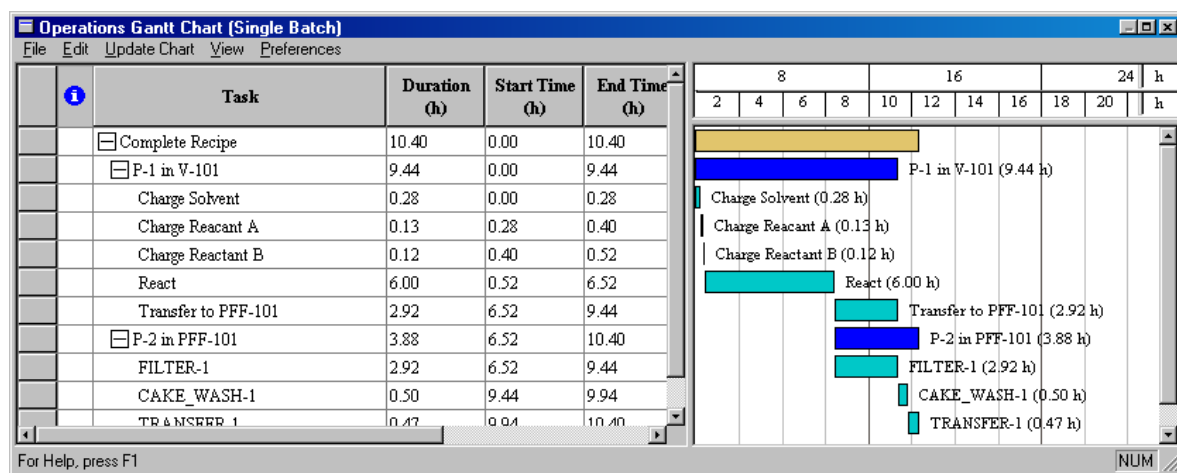 Operations Gantt Chart (Single Batch)
File Edit Update Chart View Preferences
Task Duration (h) Start Time (h) End Time (h)
8 16 24 h
2 4 6 8 10 12 14 16 18 20 h
Complete Recipe 10.40 0.00 10.40
P-1 in V-101 9.44 0.00 9.44 P-1 in V-101 (9.44 h)
Charge Solvent 0.28 0.00 0.28 Charge Solvent (0.28 h)
Charge Reacant A 0.13 0.28 0.40 Charge Reacant A (0.13 h)
Charge Reactant B 0.12 0.40 0.52 Charge Reactant B (0.12 h)
React 6.00 0.52 6.52 React (6.00 h)
Transfer to PFF-101 2.92 6.52 9.44 Transfer to PFF-101 (2.92 h)
P-2 in PFF-101 3.88 6.52 10.40 P-2 in PFF-101 (3.88 h)
FILTER-1 2.92 6.52 9.44 FILTER-1 (2.92 h)
CAKE_WASH-1 0.50 9.44 9.94 CAKE_WASH-1 (0.50 h)
TRANSFER-1 0.47 9.94 10.40 TRANSFER-1 (0.47 h)
For Help, press F1 NUM